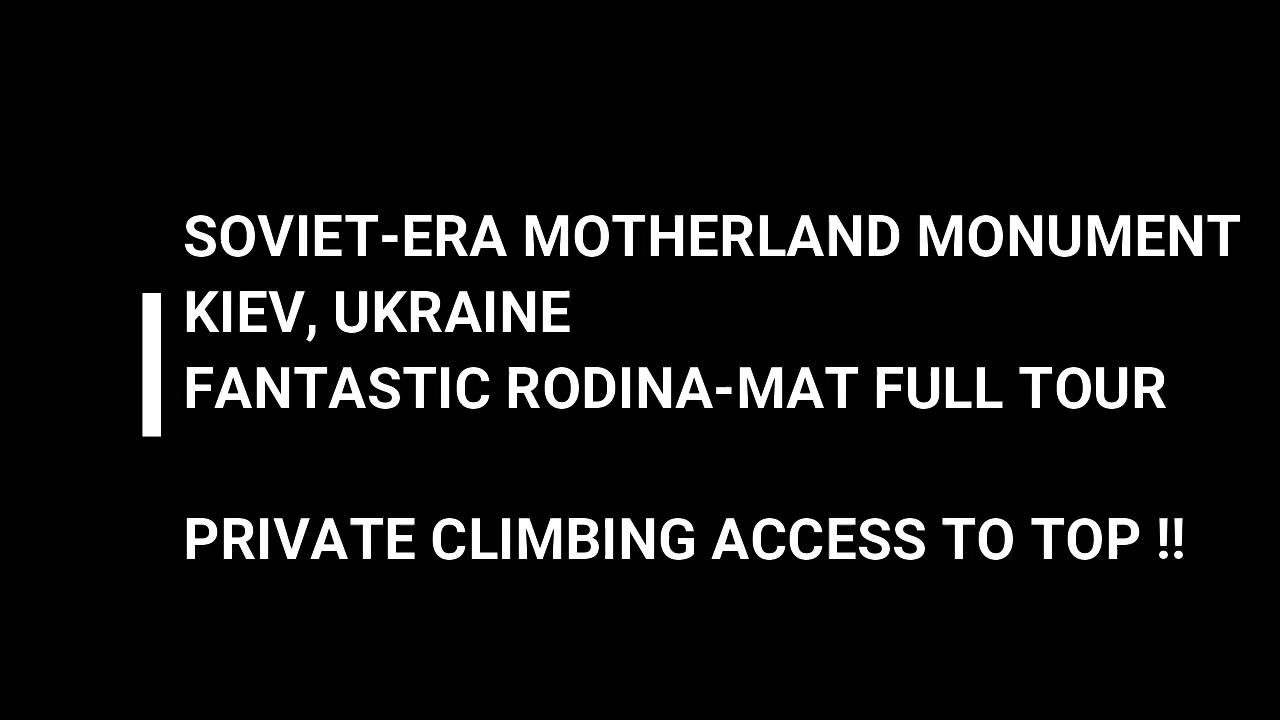 SOVIET-ERA MOTHERLAND MONUMENT
KIEV, UKRAINE
FANTASTIC RODINA-MAT FULL TOUR
PRIVATE CLIMBING ACCESS TO TOP !!